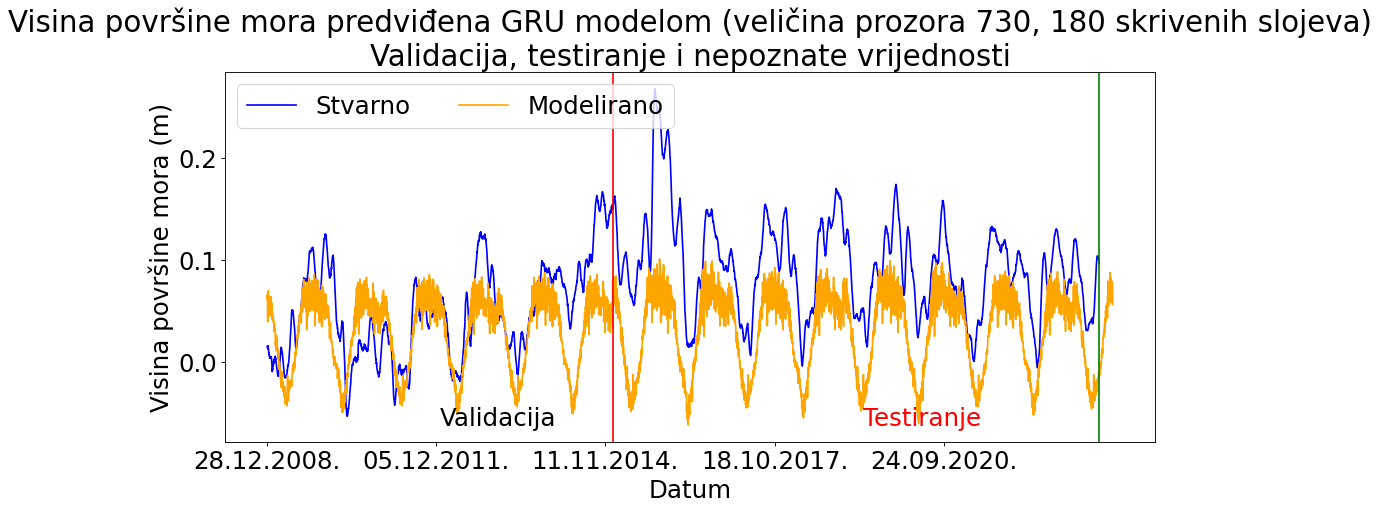 Visina površine mora predviđena GRU modelom (veličina prozora 730, 180 skrivenih slojeva)
Validacija, testiranje i nepoznate vrijednosti
Stvarno
Modelirano
Visina površine mora (m)
0.2
0.1
0.0
Validacija
Testiranje
28.12.2008.
05.12.2011.
11.11.2014.
18.10.2017.
24.09.2020.
Datum